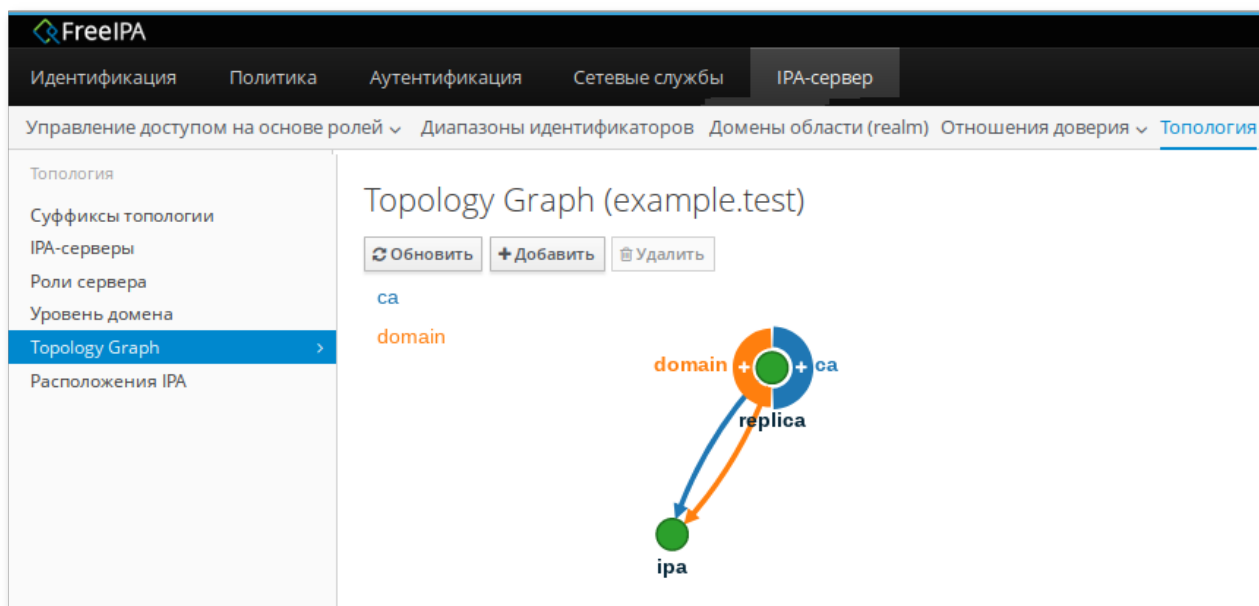 FreeIPA
Идентификация Политика Аутентификация Сетевые службы IPA-сервер
Управление доступом на основе ролей Диапазоны идентификаторов Домены области (realm) Отношения доверия Топология
Топология
Суффиксы топологии
IPA-серверы
Роли сервера
Уровень домена
Topology Graph
Расположения IPA
Topology Graph (example.test)
Обновить Добавить Удалить
ca
domain
domain ca
replica
ipa